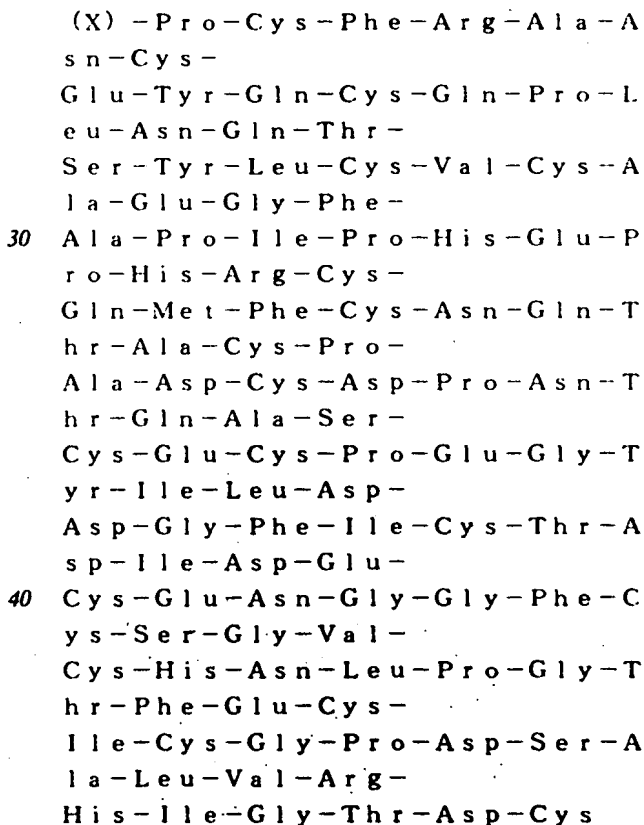 (X)-Pro-Cys-Phe-Arg-Ala-A
sn-Cys-
Glu-Tyr-Gln-Cys-Gln-Pro-L
eu-Asn-Gln-Thr-
Ser-Tyr-Leu-Cys-Val-Cys-A
la-Glu-Gly-Phe-
30 Ala-Pro-Ile-Pro-His-Glu-P
ro-His-Arg-Cys-
Gln-Met-Phe-Cys-Asn-Gln-T
hr-Ala-Cys-Pro-
Ala-Asp-Cys-Asp-Pro-Asn-T
hr-Gln-Ala-Ser-
Cys-Glu-Cys-Pro-Glu-Gly-T
yr-Ile-Leu-Asp-
Asp-Gly-Phe-Ile-Cys-Thr-A
sp-Ile-Asp-Glu-
40 Cys-Glu-Asn-Gly-Gly-Phe-C
ys-Ser-Gly-Val-
Cys-His-Asn-Leu-Pro-Gly-T
hr-Phe-Glu-Cys-
Ile-Cys-Gly-Pro-Asp-Ser-A
la-Leu-Val-Arg-
His-Ile-Gly-Thr-Asp-Cys